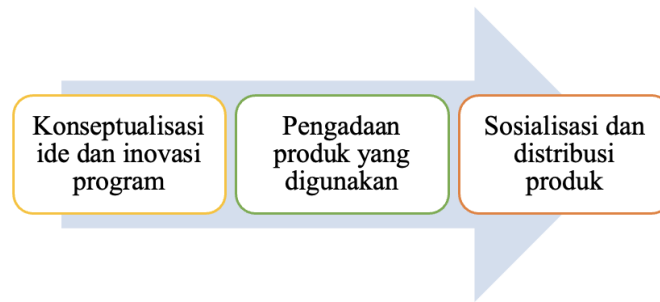 Konseptualisasi
ide dan inovasi
program
Pengadaan
produk yang
digunakan
Sosialisasi dan
distribusi
produk